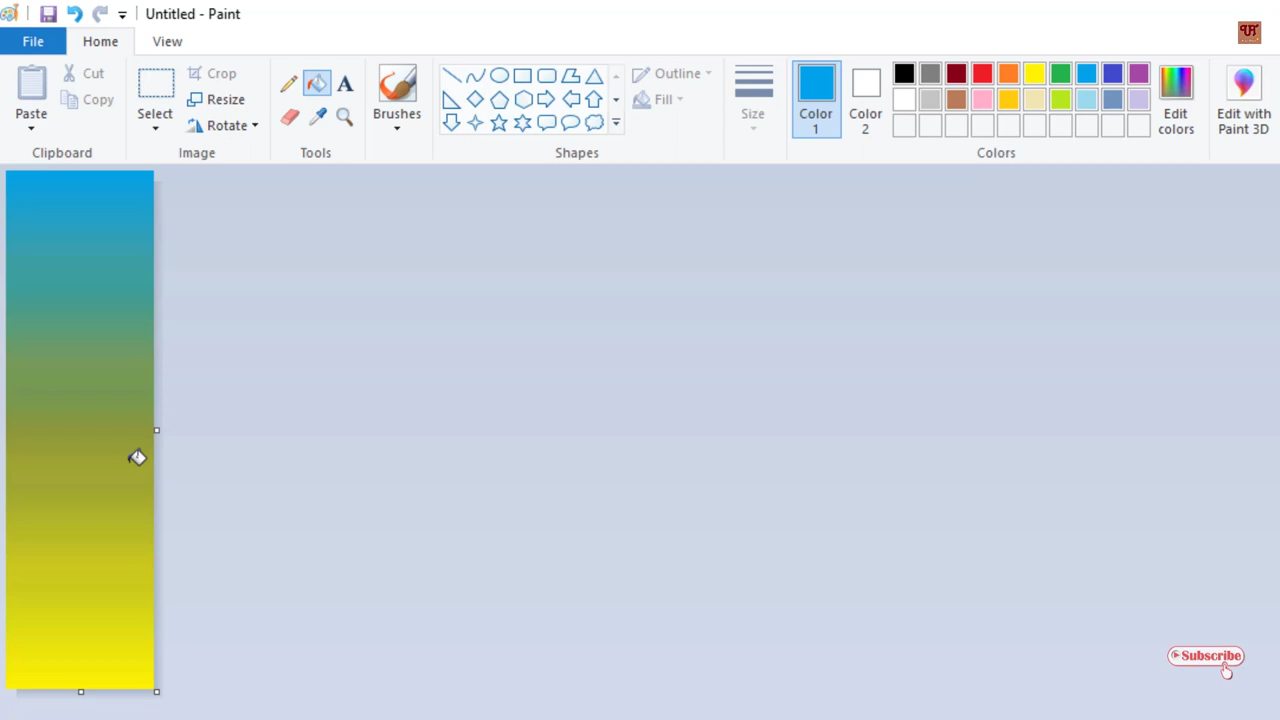 Untitled - Paint
File
Home
View
Paste
Cut
Copy
Clipboard
Select
Crop
Resize
Rotate
Image
A
Tools
Brushes
Outline
Fill
Shapes
Size
Color
1
Color
2
Edit
colors
Colors
Edit with
Paint 3D
Subscribe